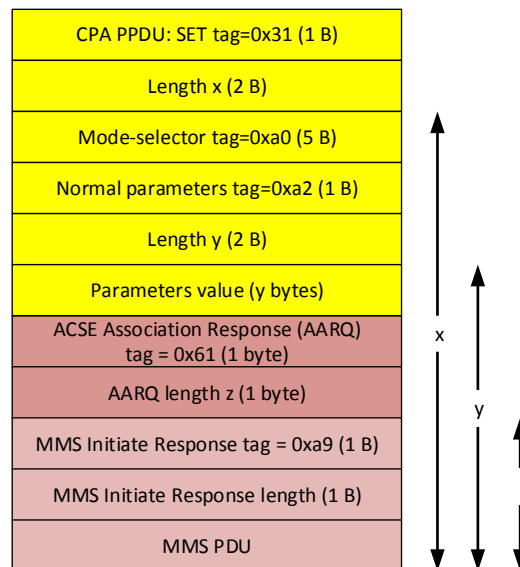 CPA PPDU: SET tag=0x31 (1 B)
Length x (2 B)
Mode-selector tag=0xa0 (5 B)
Normal parameters tag=0xa2 (1 B)
Length y (2 B)
Parameters value (y bytes)
ACSE Association Response (AARQ)
tag = 0x61 (1 byte)
AARQ length z (1 byte)
MMS Initiate Response tag = 0xa9 (1 B)
MMS Initiate Response length (1 B)
MMS PDU
x
y